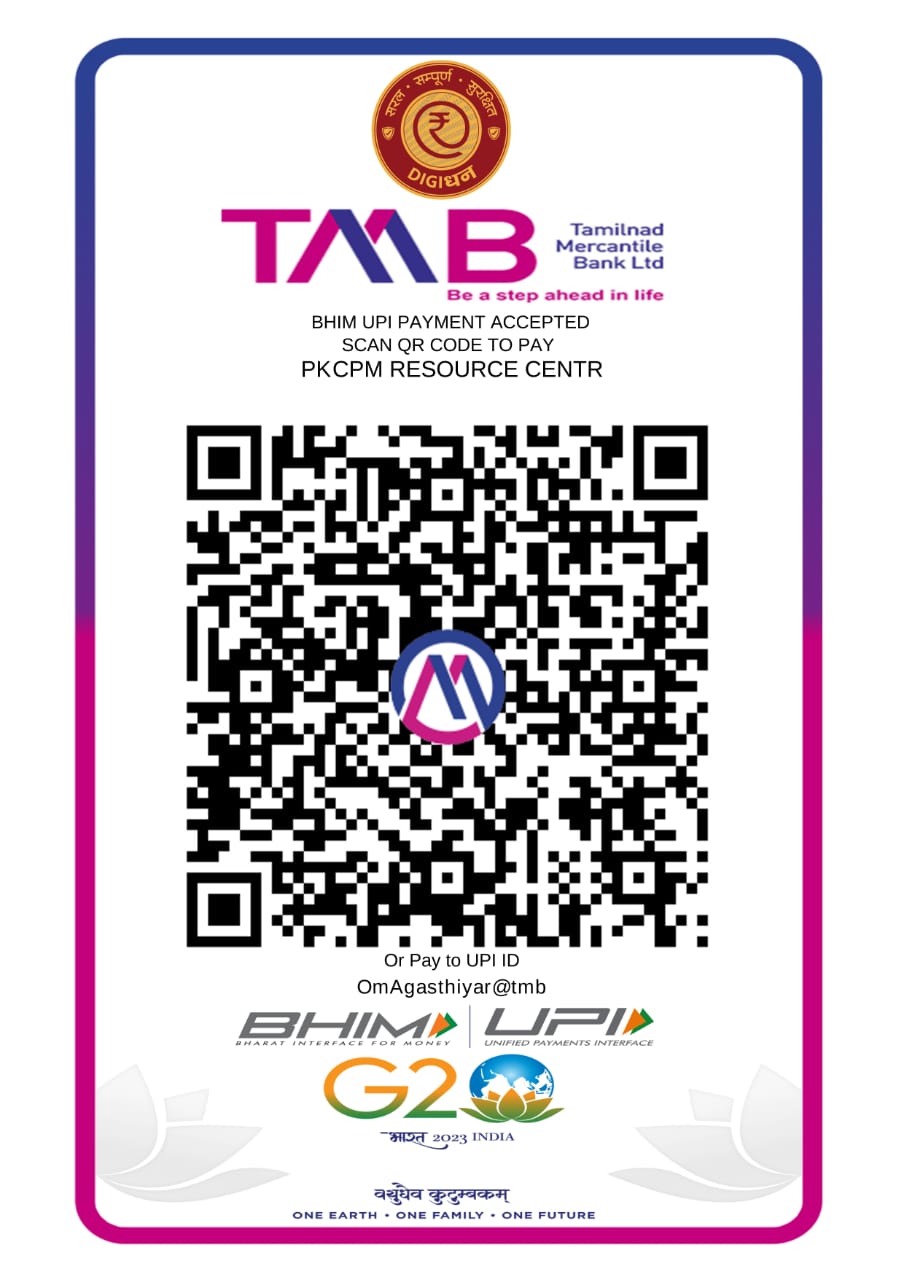 सरल • सम्पूर्ण • सुरक्षित
DIGIधन
TMB
Tamilnad
Mercantile
Bank Ltd
Be a step ahead in life
BHIM UPI PAYMENT ACCEPTED
SCAN QR CODE TO PAY
PKCPM RESOURCE CENTR
Or Pay to UPI ID
OmAgasthiyar@tmb
BHIM
BHARAT INTERFACE FOR MONEY
UPI
UNIFIED PAYMENTS INTERFACE
G20
भारत 2023 INDIA
वसुधैव कुटुम्बकम्
ONE EARTH • ONE FAMILY • ONE FUTURE